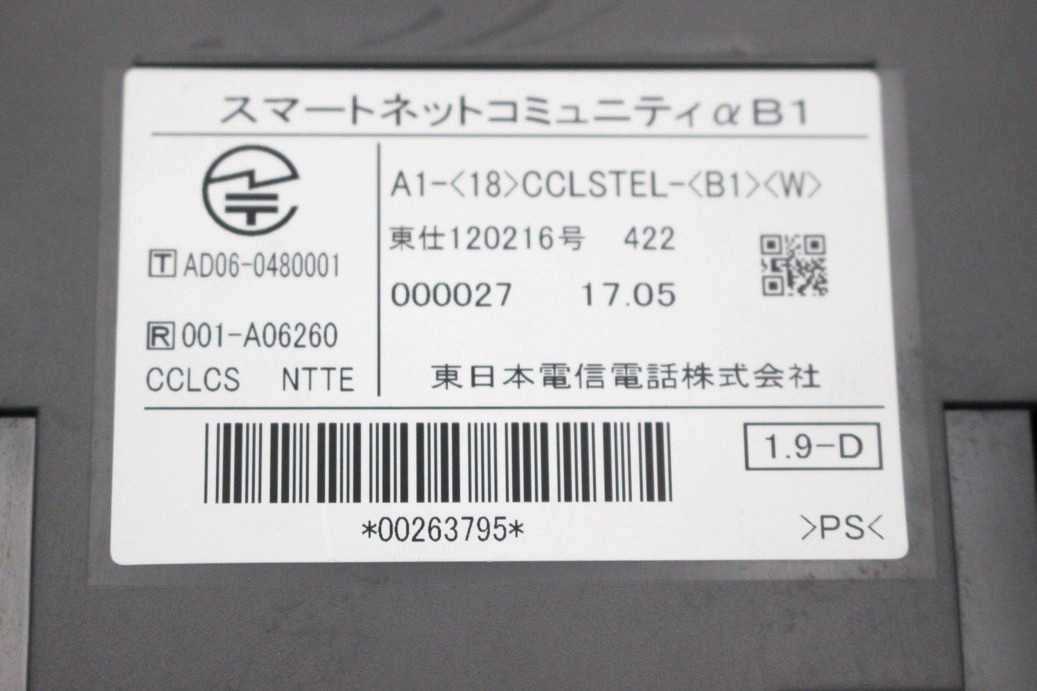 スマートネットコミュニティαB1
T AD06-0480001
R 001-A06260
CCLCS NTTE
A1-<18>CCLSTEL-<B1><W>
東仕120216号 422
000027 17.05
東日本電信電話株式会社
*00263795*
1.9-D
>PS<